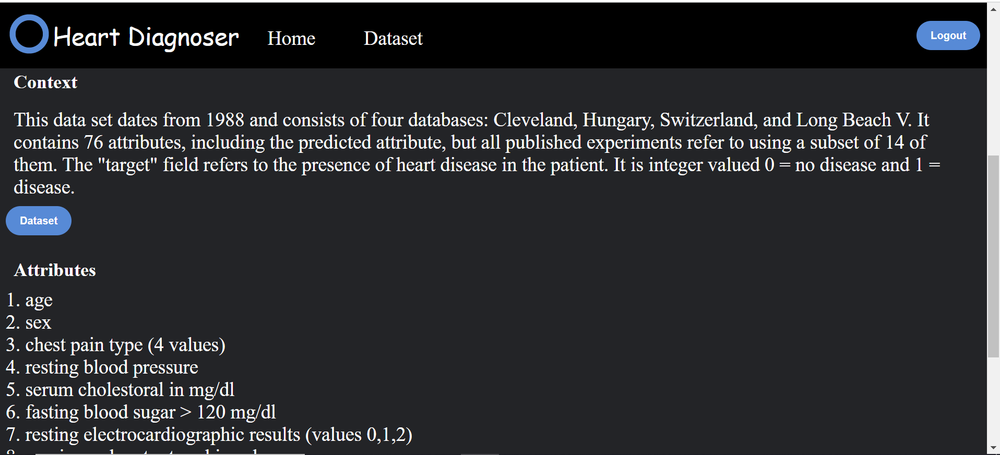 Heart Diagnoser
Home
Dataset
Logout
Context
This data set dates from 1988 and consists of four databases: Cleveland, Hungary, Switzerland, and Long Beach V. It
contains 76 attributes, including the predicted attribute, but all published experiments refer to using a subset of 14 of
them. The "target" field refers to the presence of heart disease in the patient. It is integer valued 0 = no disease and 1 =
disease.
Dataset
Attributes
1. age
2. sex
3. chest pain type (4 values)
4. resting blood pressure
5. serum cholestoral in mg/dl
6. fasting blood sugar > 120 mg/dl
7. resting electrocardiographic results (values 0,1,2)